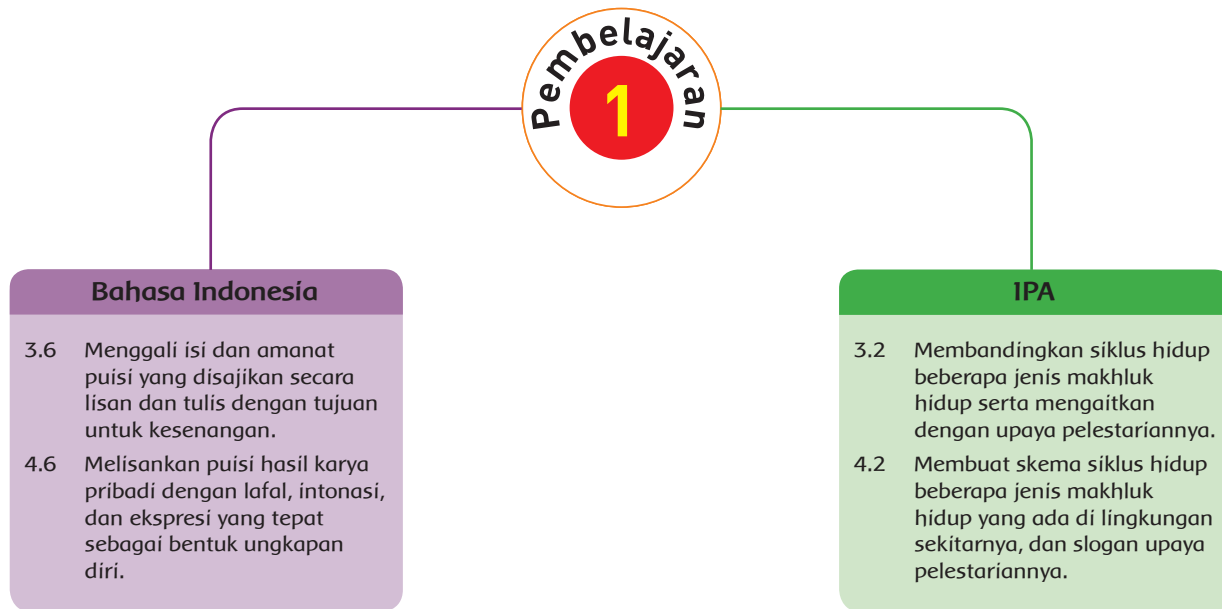 Pembelajaran
1
Bahasa Indonesia
3.6 Menggali isi dan amanat
puisi yang disajikan secara
lisan dan tulis dengan tujuan
untuk kesenangan.
4.6 Melisankan puisi hasil karya
pribadi dengan lafal, intonasi,
dan ekspresi yang tepat
sebagai bentuk ungkapan
diri.
IPA
3.2 Membandingkan siklus hidup
beberapa jenis makhluk
hidup serta mengaitkan
dengan upaya pelestariannya.
4.2 Membuat skema siklus hidup
beberapa jenis makhluk
hidup yang ada di lingkungan
sekitarnya, dan slogan upaya
pelestariannya.